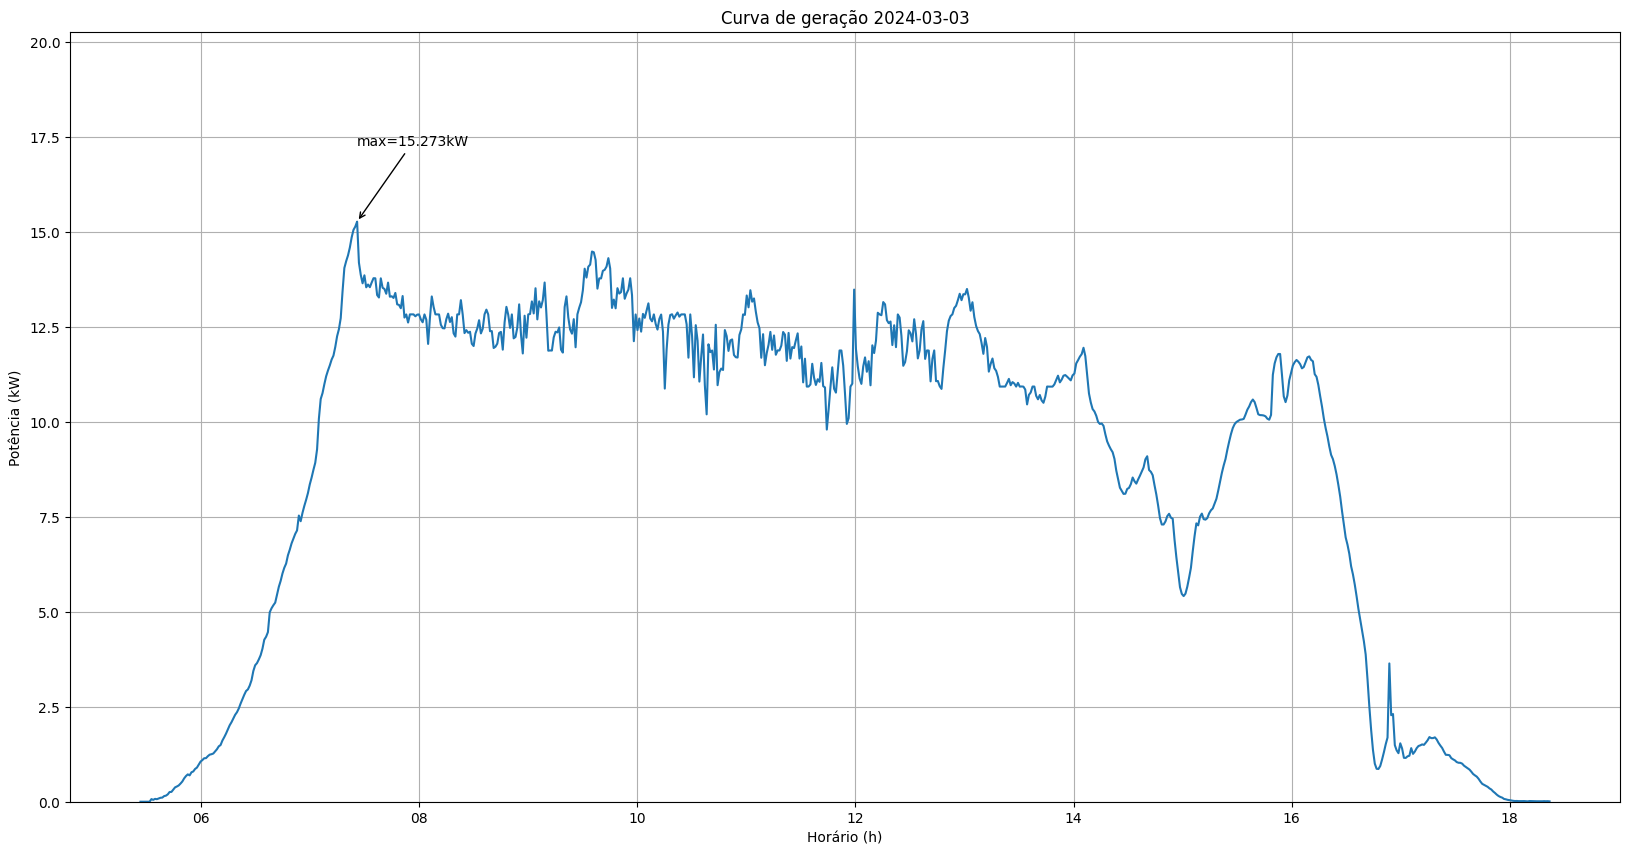 Curva de geração 2024-03-03
20.0
17.5
max=15.273kW
15.0
12.5
10.0
7.5
5.0
2.5
0.0
Potência (kW)
06 08 10 12 14 16 18
Horário (h)